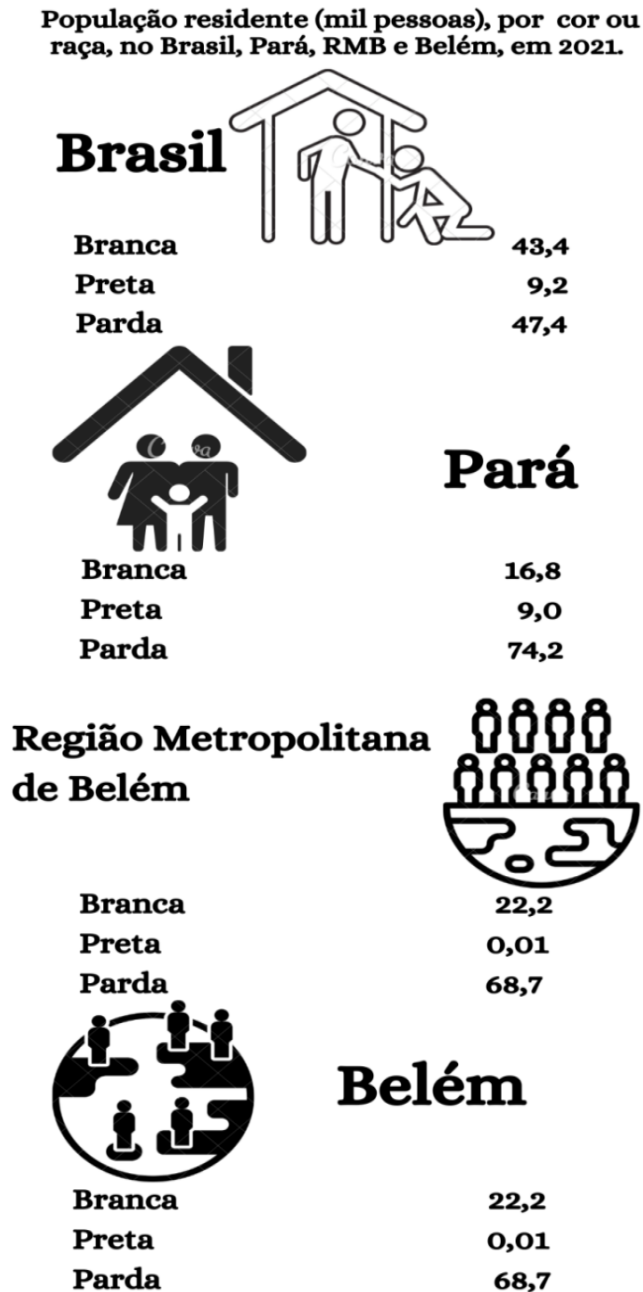 População residente (mil pessoas), por cor ou
raça, no Brasil, Pará, RMB e Belém, em 2021.
Brasil
Branca 43,4
Preta 9,2
Parda 47,4
Pará
Branca 16,8
Preta 9,0
Parda 74,2
Região Metropolitana
de Belém
Branca 22,2
Preta 0,01
Parda 68,7
Belém
Branca 22,2
Preta 0,01
Parda 68,7